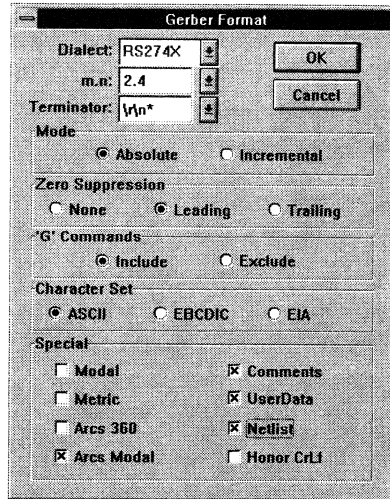 Gerber Format
Dialect: RS274X
OK
m.n: 2.4
Cancel
Terminator: \r\n*
Mode
Absolute Incremental
Zero Suppression
None Leading Trailing
'G' Commands
Include Exclude
Character Set
ASCII EBCDIC EIA
Special
Modal Comments
Metric UserData
Arcs 360 Netlist
Arcs Modal Honor CrLf